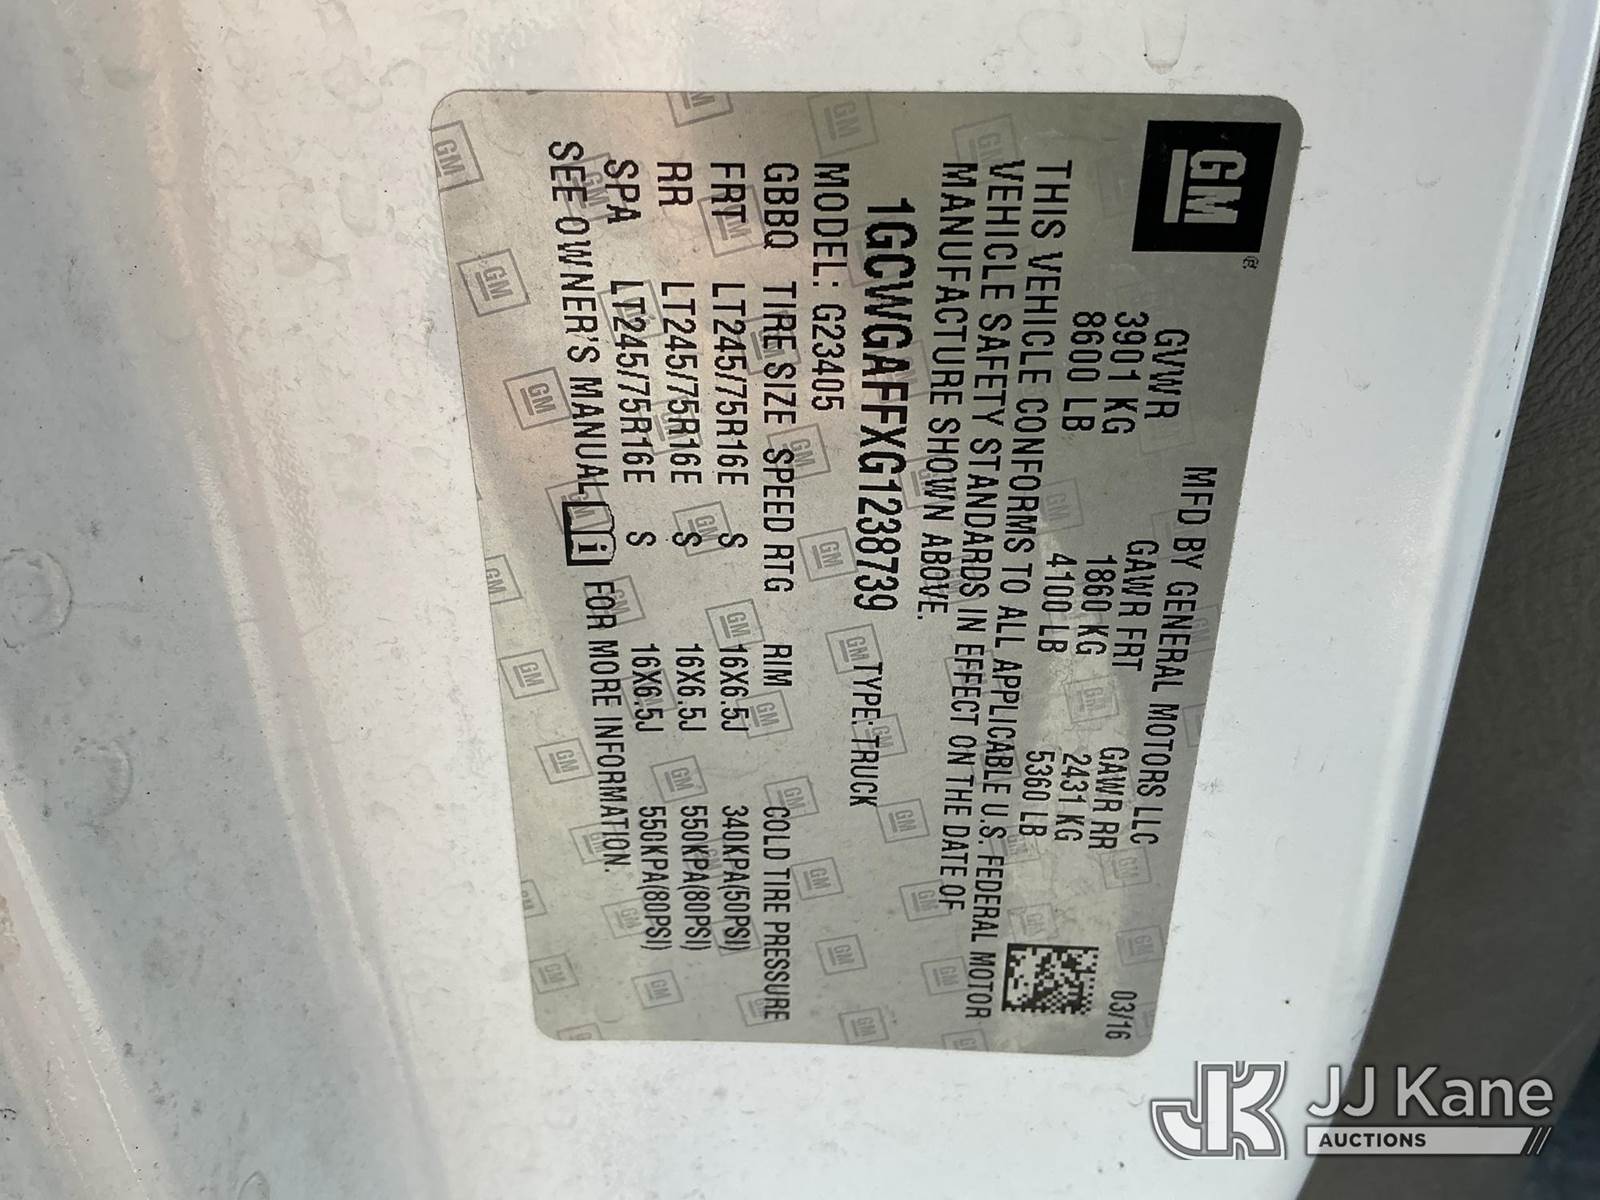 GM ®
MFD BY GENERAL MOTORS LLC 03/16
GVWR GAWR FRT GAWR RR
3901 KG 1860 KG 2431 KG
8600 LB 4100 LB 5360 LB
THIS VEHICLE CONFORMS TO ALL APPLICABLE U.S. FEDERAL MOTOR
VEHICLE SAFETY STANDARDS IN EFFECT ON THE DATE OF
MANUFACTURE SHOWN ABOVE.
1GCWGAFFXG1238739 TYPE: TRUCK
MODEL: G23405
GBBQ TIRE SIZE SPEED RTG RIM COLD TIRE PRESSURE
FRT LT245/75R16E S 16X6.5J 340KPA(50PSI)
RR LT245/75R16E S 16X6.5J 550KPA(80PSI)
SPA LT245/75R16E S 16X6.5J 550KPA(80PSI)
SEE OWNER'S MANUAL FOR MORE INFORMATION.
JK JJ Kane
AUCTIONS